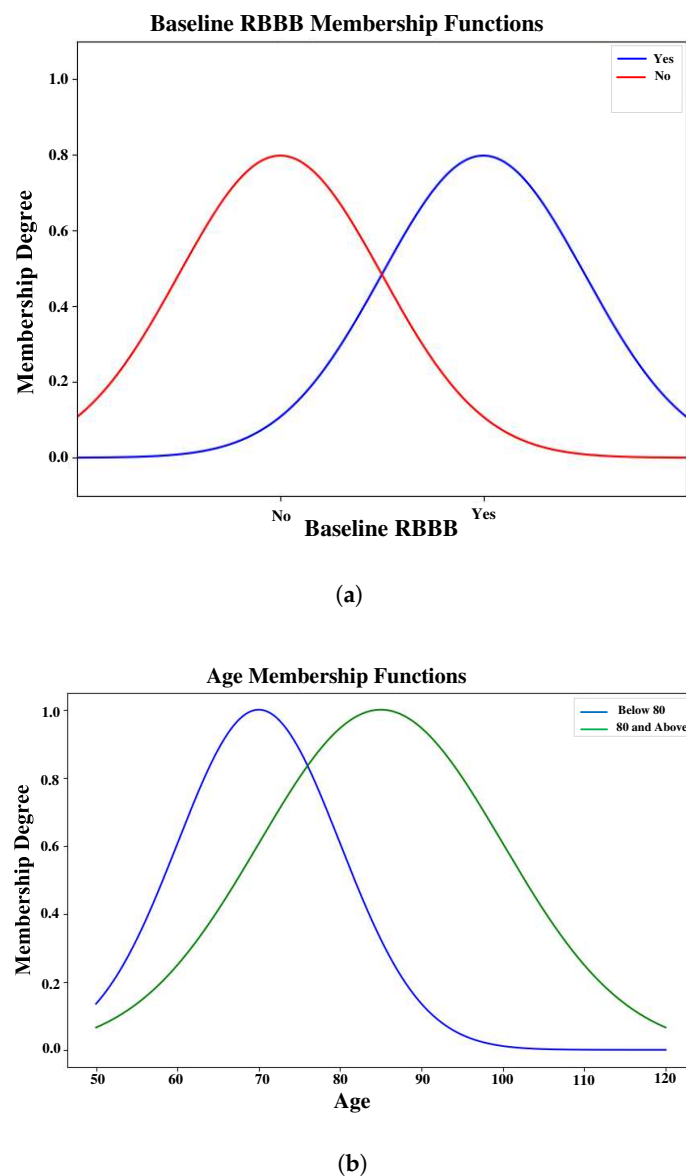 Baseline RBBB Membership Functions
Yes
No
1.0
0.8
0.6
0.4
0.2
0.0
Membership Degree
No
Yes
Baseline RBBB
(a)
Age Membership Functions
Below 80
80 and Above
1.0
0.8
0.6
0.4
0.2
0.0
Membership Degree
50 60 70 80 90 100 110 120
Age
(b)